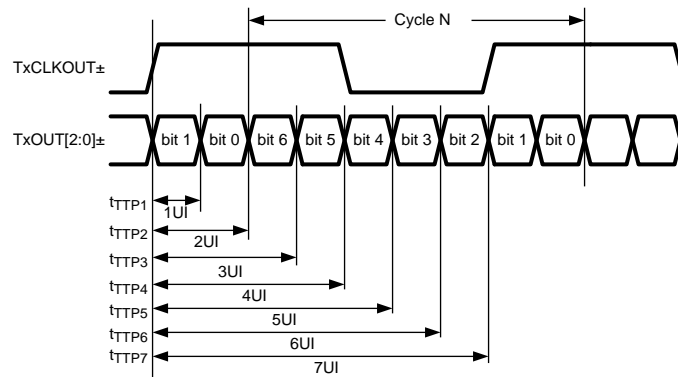 Cycle N
TxCLKOUT±
TxOUT[2:0]± bit 1 bit 0 bit 6 bit 5 bit 4 bit 3 bit 2 bit 1 bit 0
tTTP1
1UI
tTTP2
2UI
tTTP3
3UI
tTTP4
4UI
tTTP5
5UI
tTTP6
6UI
tTTP7
7UI